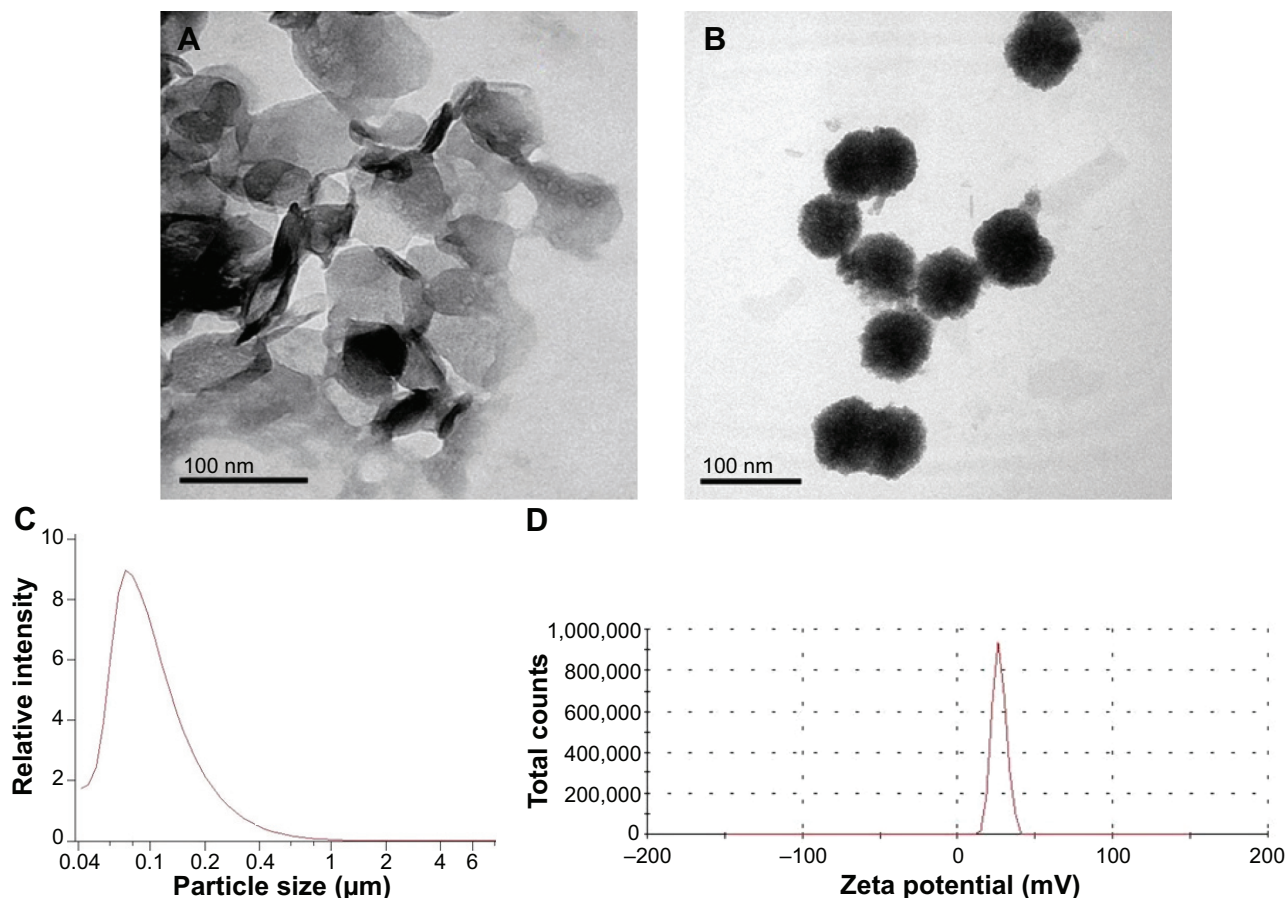 A
100 nm
B
100 nm
C
10
8
6
4
2
0
Relative intensity
0.04 0.1 0.2 0.4 1 2 4 6
Particle size (µm)
D
1,000,000
800,000
600,000
400,000
200,000
0
Total counts
–200 –100 0 100 200
Zeta potential (mV)